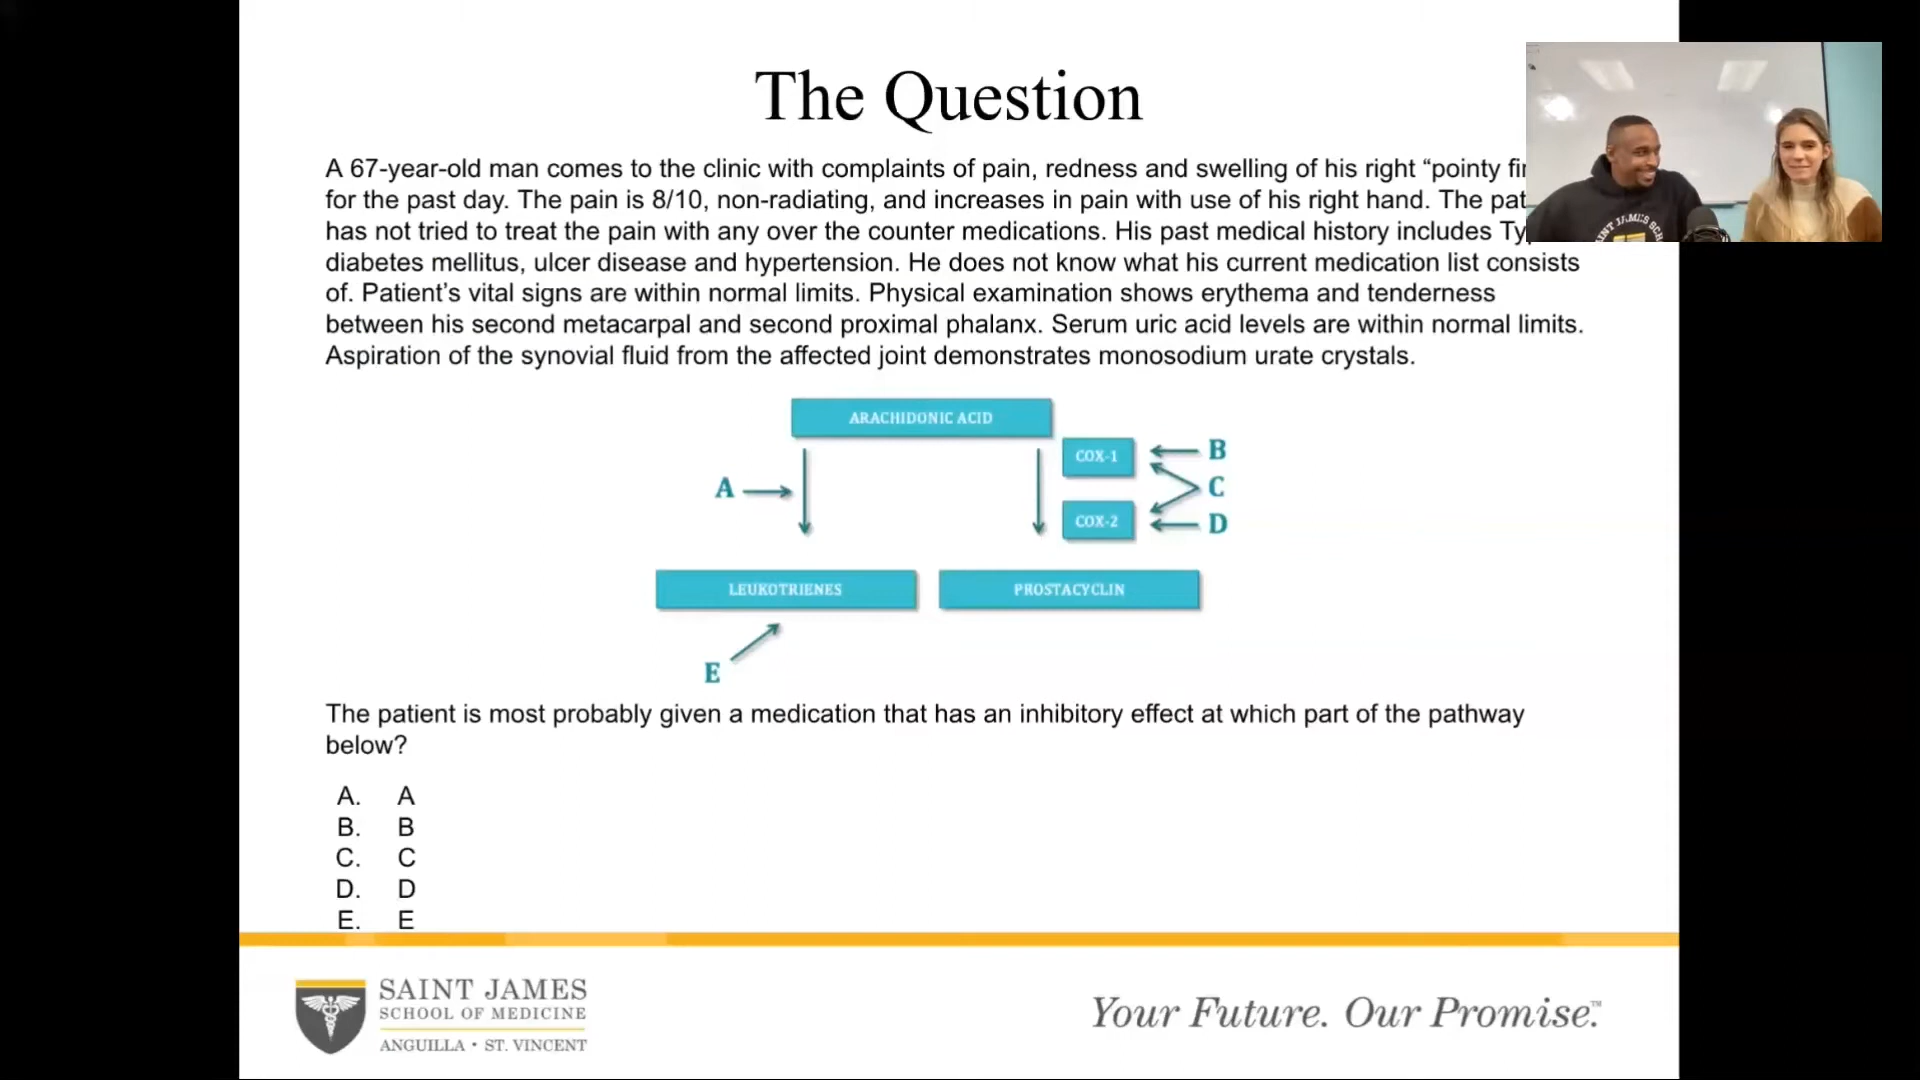 The Question
A 67-year-old man comes to the clinic with complaints of pain, redness and swelling of his right “pointy
for the past day. The pain is 8/10, non-radiating, and increases in pain with use of his right hand. The
has not tried to treat the pain with any over the counter medications. His past medical history includes
diabetes mellitus, ulcer disease and hypertension. He does not know what his current medication list consists
of. Patient’s vital signs are within normal limits. Physical examination shows erythema and tenderness
between his second metacarpal and second proximal phalanx. Serum uric acid levels are within normal limits.
Aspiration of the synovial fluid from the affected joint demonstrates monosodium urate crystals.
ARACHIDONIC ACID
COX-1
B
A
C
COX-2
D
LEUKOTRIENES
PROSTACYCLIN
E
The patient is most probably given a medication that has an inhibitory effect at which part of the pathway
below?
A. A
B. B
C. C
D. D
E. E
SAINT JAMES
SCHOOL OF MEDICINE
ANGUILLA • ST. VINCENT
Your Future. Our Promise.™